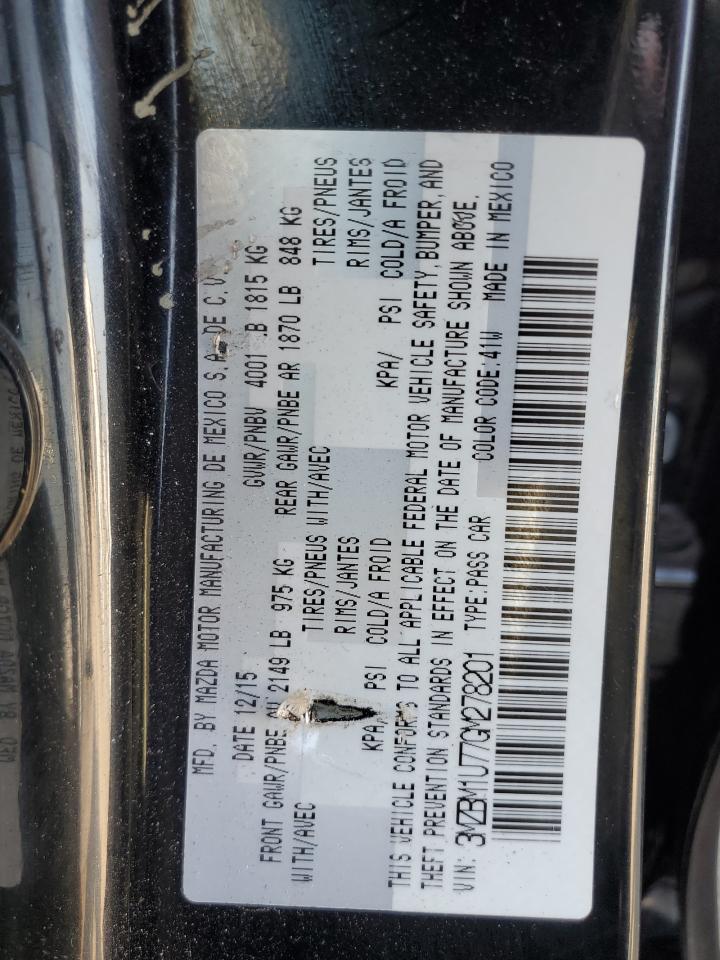 MFD. BY MAZDA MOTOR MANUFACTURING DE MEXICO S.A. DE C.V.
DATE 12/15 GVWR/PNBV 4001 LB 1815 KG
FRONT GAWR/PNBE AV 2149 LB 975 KG REAR GAWR/PNBE AR 1870 LB 848 KG
WITH/AVEC TIRES/PNEUS WITH/AVEC TIRES/PNEUS
RIMS/JANTES RIMS/JANTES
KPA/ PSI COLD/A FROID KPA/ PSI COLD/A FROID
THIS VEHICLE CONFORMS TO ALL APPLICABLE FEDERAL MOTOR VEHICLE SAFETY, BUMPER, AND
THEFT PREVENTION STANDARDS IN EFFECT ON THE DATE OF MANUFACTURE SHOWN ABOVE.
VIN: 3MZBM1U77GM278201 TYPE:PASS CAR COLOR CODE:41W MADE IN MEXICO